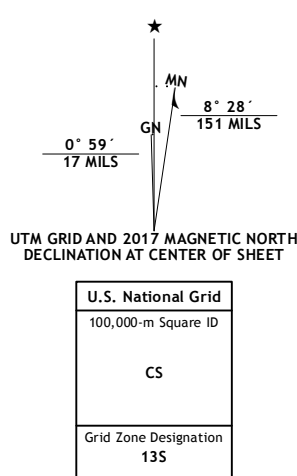 ★
MN
GN
8° 28´
151 MILS
0° 59´
17 MILS
UTM GRID AND 2017 MAGNETIC NORTH
DECLINATION AT CENTER OF SHEET
U.S. National Grid
100,000-m Square ID
CS
Grid Zone Designation
13S